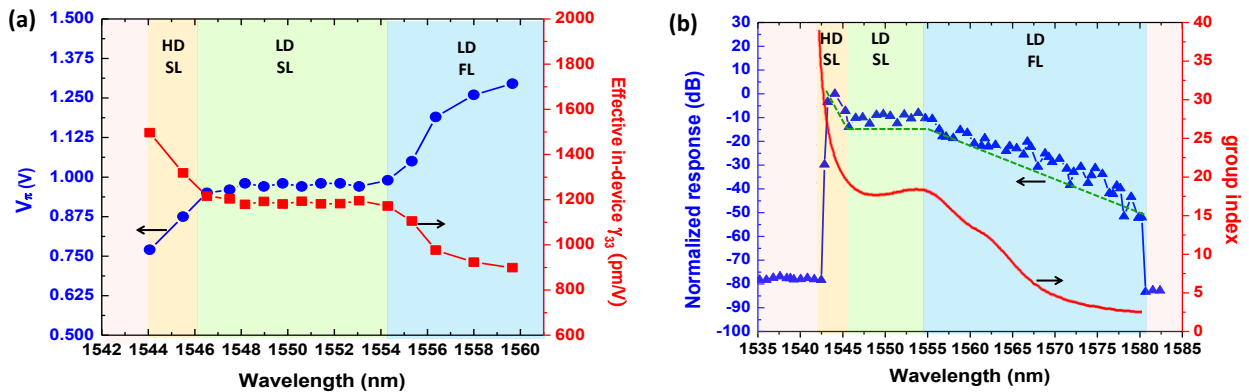 (a)
V_π (V)
1.500
1.375
1.250
1.125
1.000
0.875
0.750
0.625
0.500
HD SL
LD SL
LD FL
2000
1800
1600
1400
1200
1000
800
600
Effective in-device γ₃₃ (pm/V)
1542 1544 1546 1548 1550 1552 1554 1556 1558 1560
Wavelength (nm)
(b)
Normalized response (dB)
30
20
10
0
-10
-20
-30
-40
-50
-60
-70
-80
-90
-100
HD SL
LD SL
LD FL
40
35
30
25
20
15
10
5
0
group index
1535 1540 1545 1550 1555 1560 1565 1570 1575 1580 1585
Wavelength (nm)